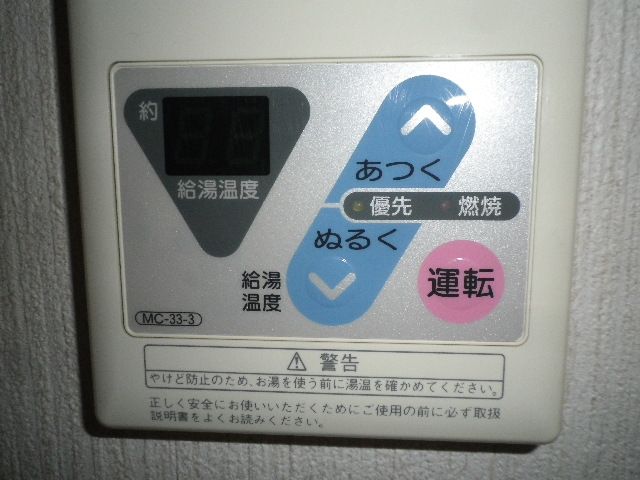 約
給湯温度
あつく
優先 燃焼
ぬるく
給湯
温度
運転
MC-33-3
⚠ 警告
やけど防止のため、お湯を使う前に湯温を確かめてください。
正しく安全にお使いいただくためにご使用の前に必ず取扱
説明書をよくお読みください。